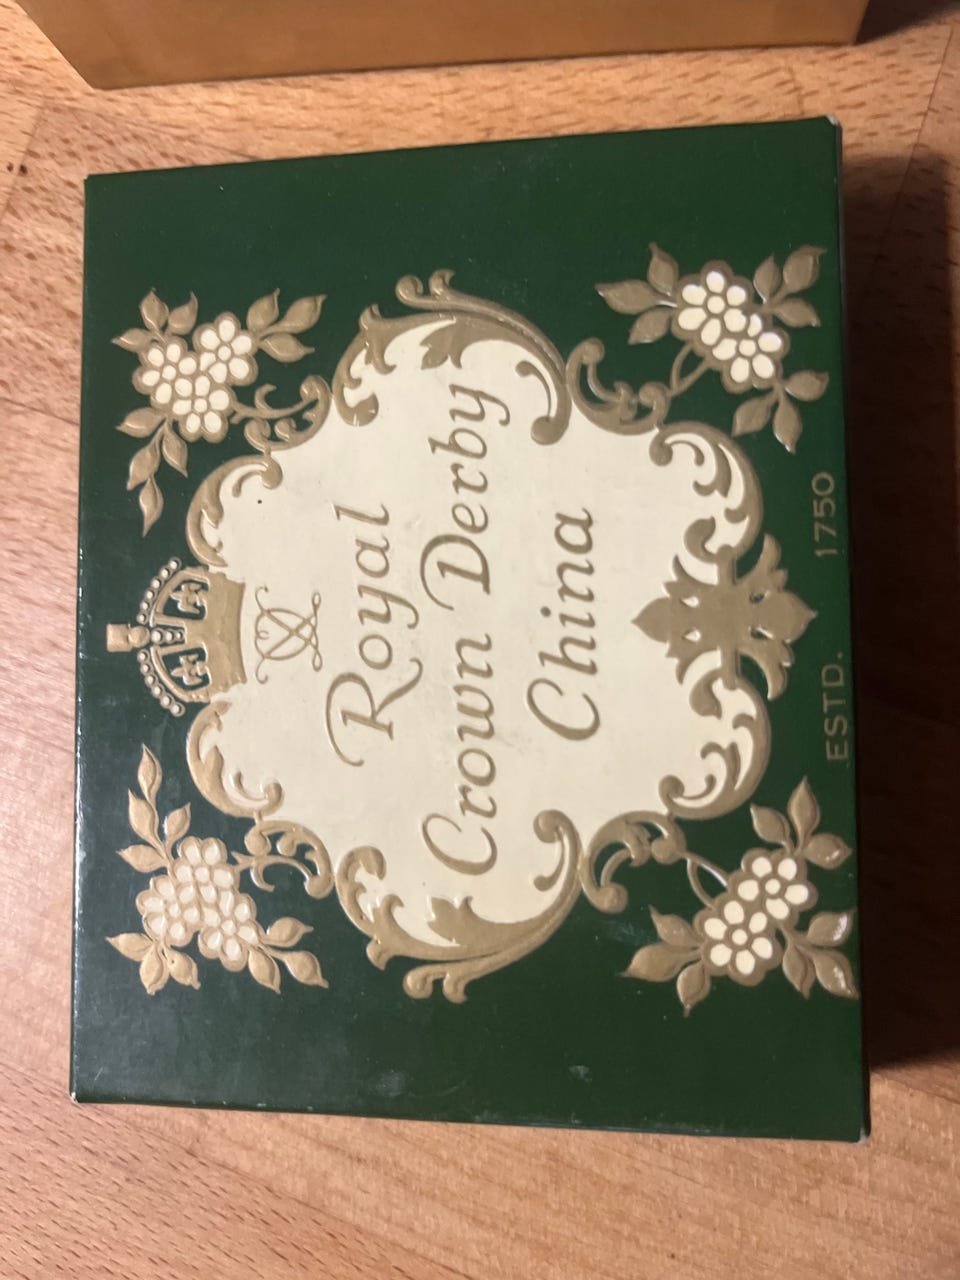 Royal
Crown Derby
China
ESTD. 1750